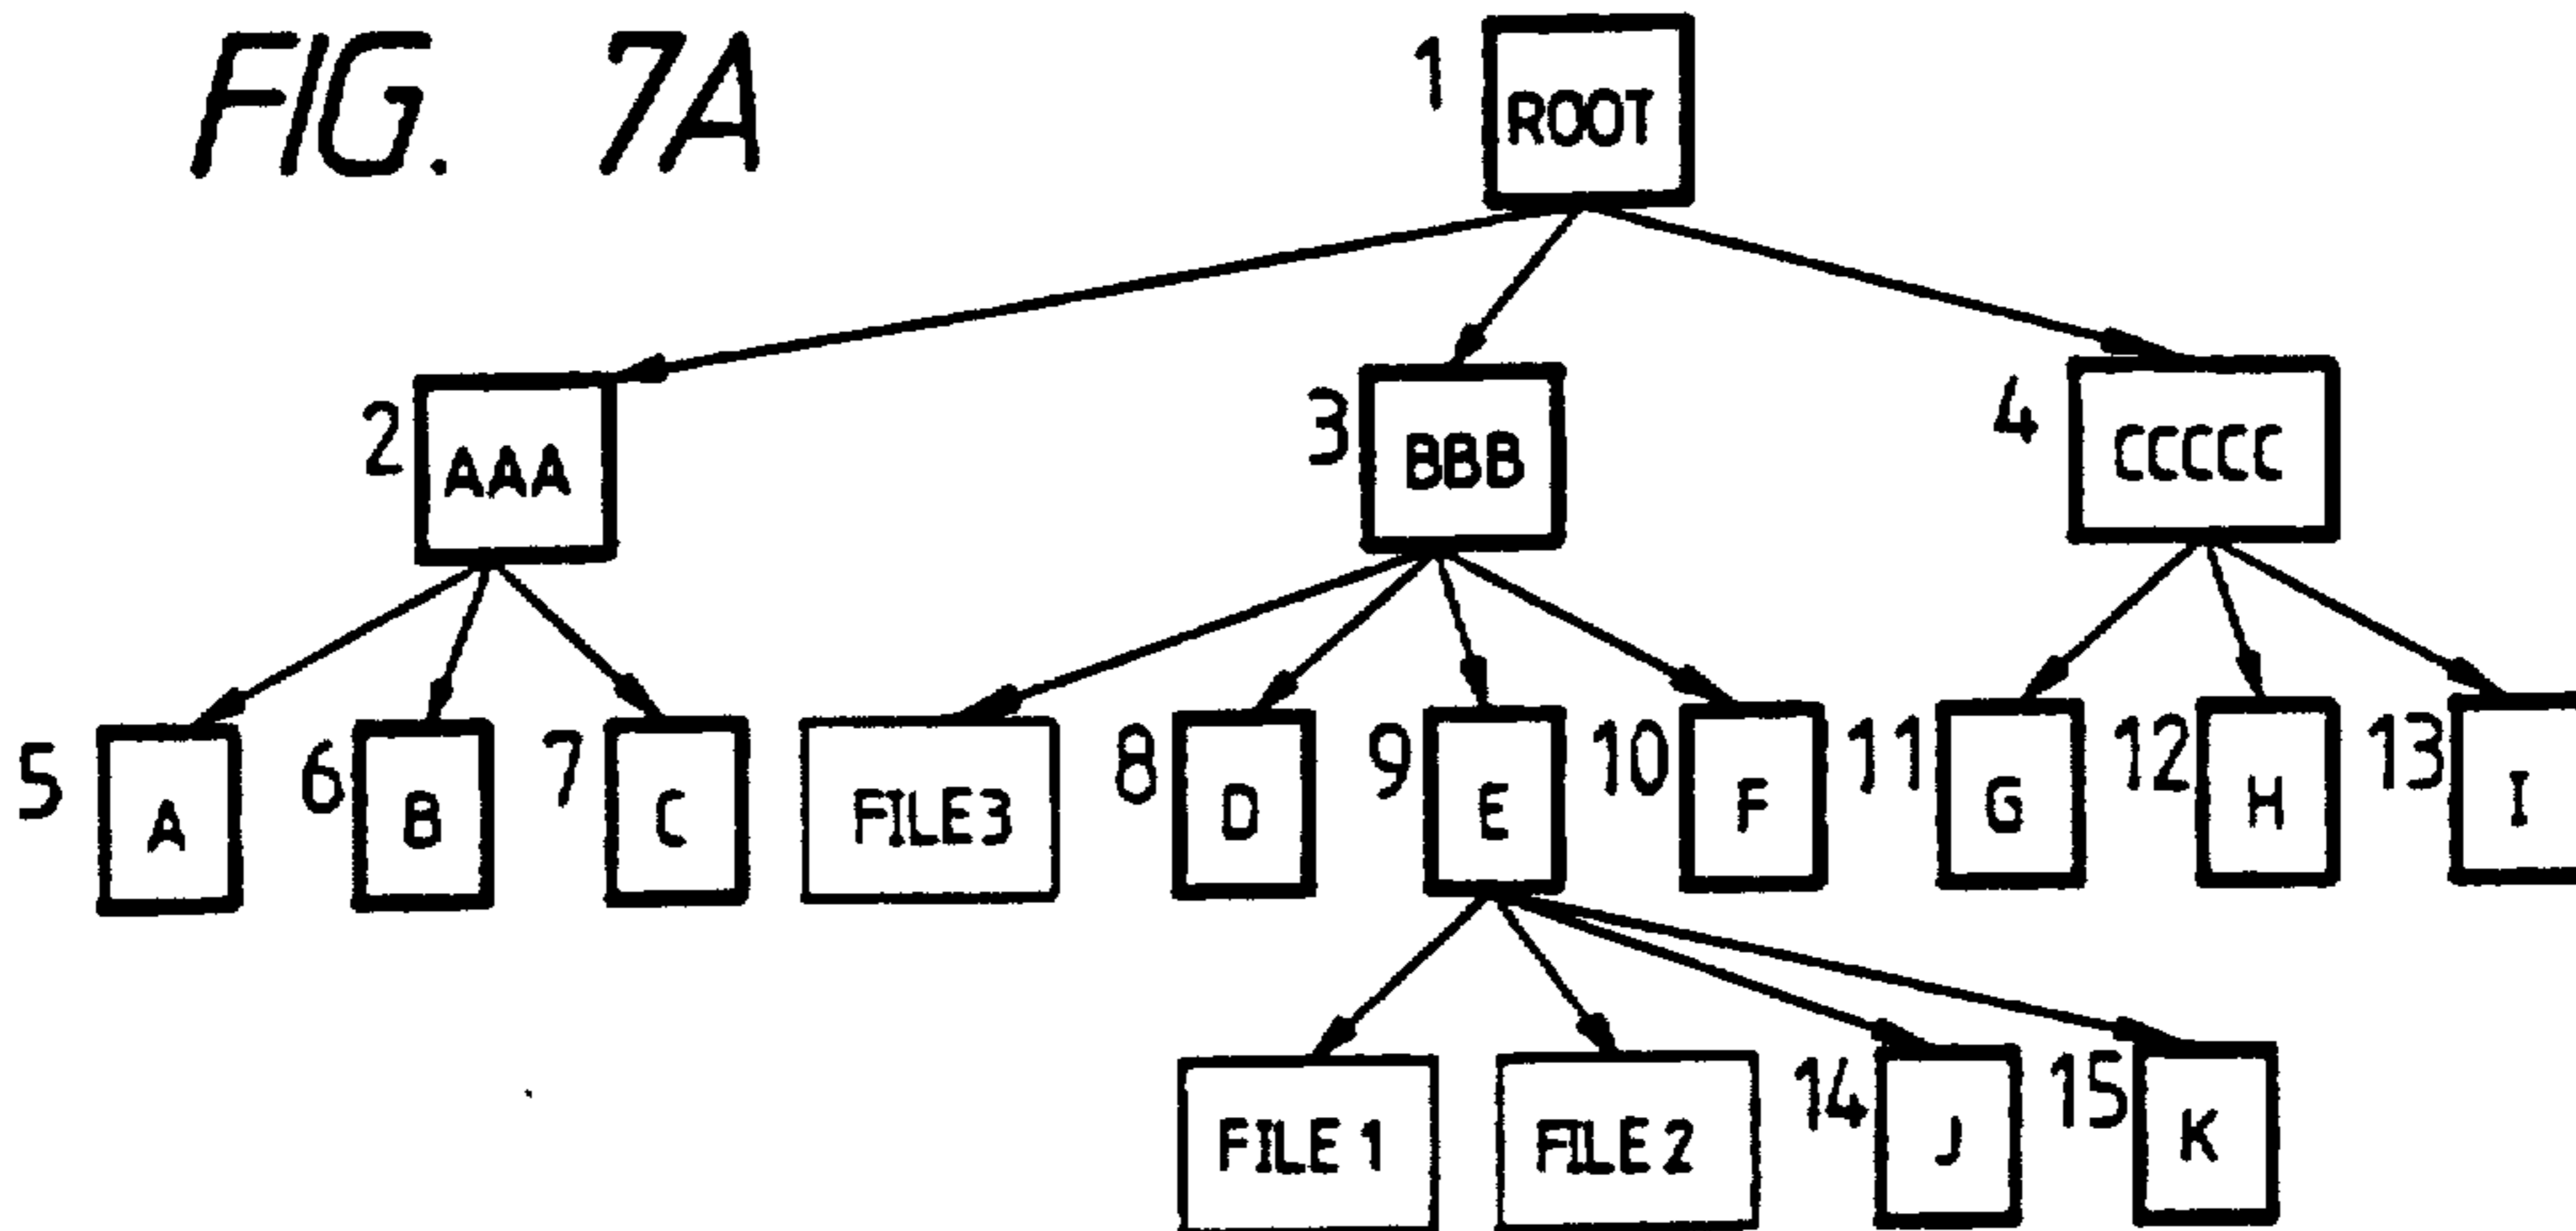 FIG. 7A
1 ROOT
2 AAA 3 BBB 4 CCCCC
5 A 6 B 7 C FILE3 8 D 9 E 10 F 11 G 12 H 13 I
FILE 1 FILE 2 14 J 15 K